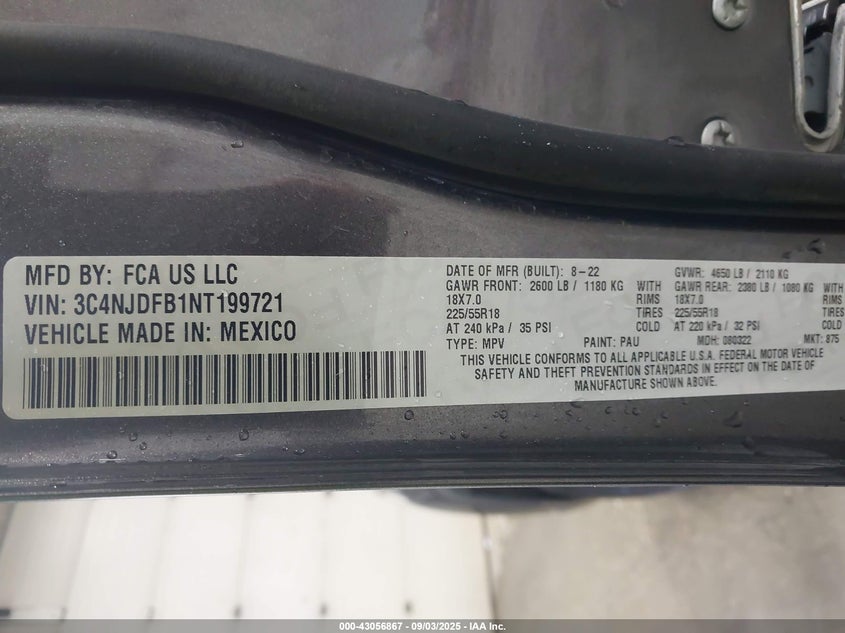 MFD BY: FCA US LLC
VIN: 3C4NJDFB1NT199721
VEHICLE MADE IN: MEXICO
DATE OF MFR (BUILT): 8-22 GVWR: 4650 LB / 2110 KG
GAWR FRONT: 2600 LB / 1180 KG WITH GAWR REAR: 2380 LB / 1080 KG WITH
18X7.0 RIMS 18X7.0 RIMS
225/55R18 TIRES 225/55R18 TIRES
AT 240 kPa / 35 PSI COLD AT 220 kPa / 32 PSI COLD
TYPE: MPV PAINT: PAU MDH: 080322 MKT: 875
THIS VEHICLE CONFORMS TO ALL APPLICABLE U.S.A. FEDERAL MOTOR VEHICLE
SAFETY AND THEFT PREVENTION STANDARDS IN EFFECT ON THE DATE OF
MANUFACTURE SHOWN ABOVE.
000-43056867 - 09/03/2025 - IAA Inc.